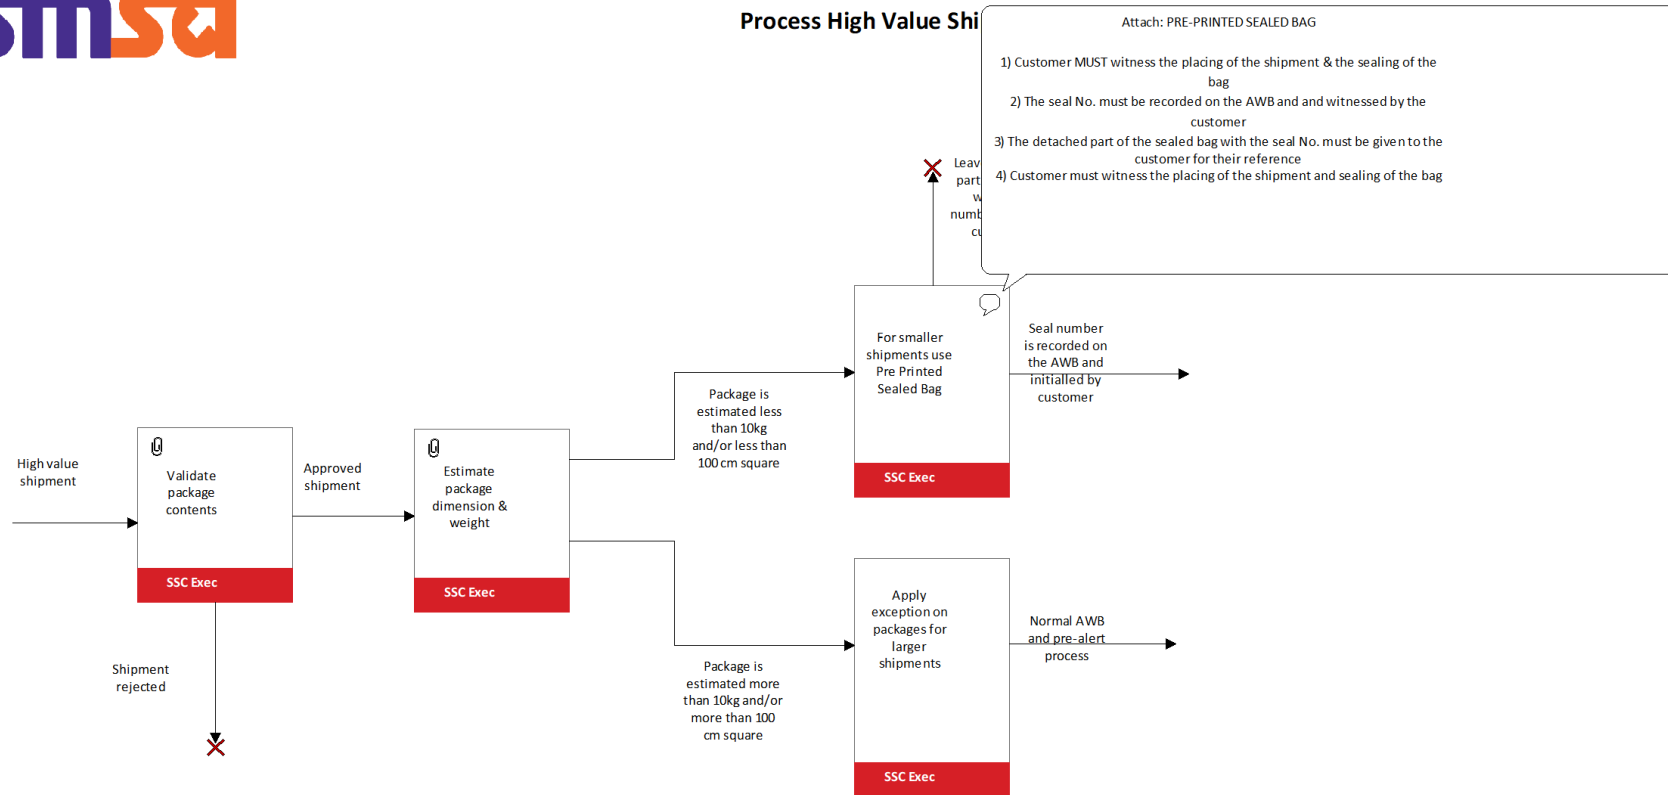 smsa
Process High Value Shi
Attach: PRE-PRINTED SEALED BAG
1) Customer MUST witness the placing of the shipment & the sealing of the
bag
2) The seal No. must be recorded on the AWB and and witnessed by the
customer
3) The detached part of the sealed bag with the seal No. must be given to the
customer for their reference
4) Customer must witness the placing of the shipment and sealing of the bag
Leav
part
w
numb
cu
For smaller
shipments use
Pre Printed
Sealed Bag
SSC Exec
Seal number
is recorded on
the AWB and
initialled by
customer
Package is
estimated less
than 10kg
and/or less than
100 cm square
High value
shipment
Validate
package
contents
SSC Exec
Approved
shipment
Estimate
package
dimension &
weight
SSC Exec
Shipment
rejected
Package is
estimated more
than 10kg and/or
more than 100
cm square
Apply
exception on
packages for
larger
shipments
SSC Exec
Normal AWB
and pre-alert
process